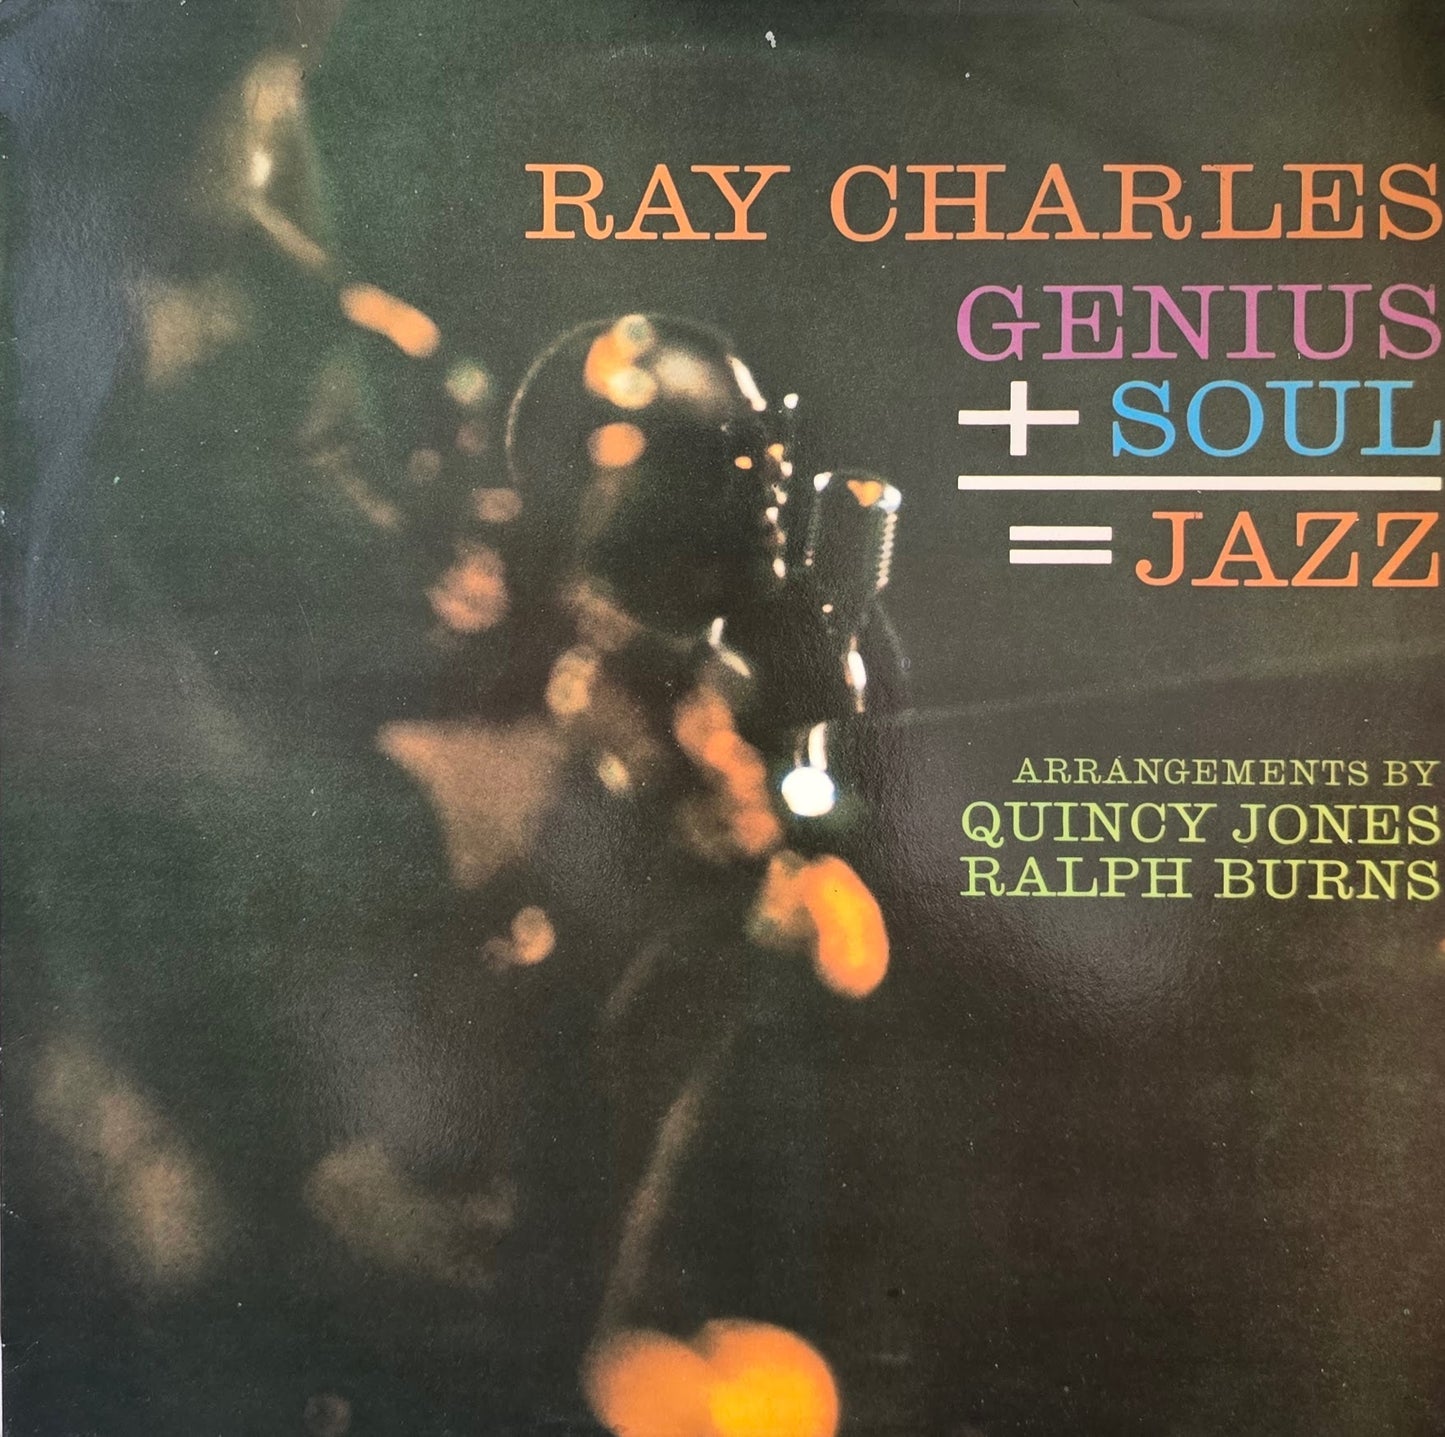 RAY CHARLES
GENIUS
+ SOUL
= JAZZ
ARRANGEMENTS BY
QUINCY JONES
RALPH BURNS